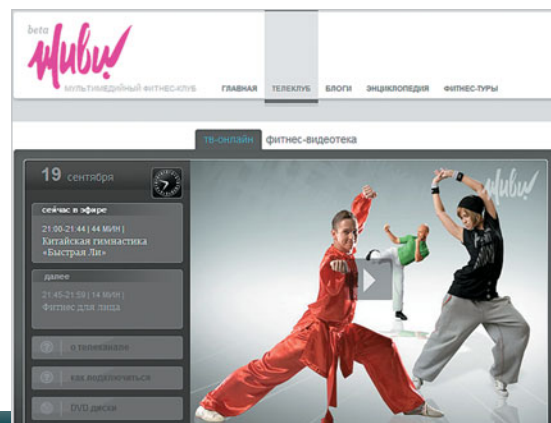 beta
живи!
МУЛЬТИМЕДИЙНЫЙ ФИТНЕС-КЛУБ
ГЛАВНАЯ ТЕЛЕКЛУБ БЛОГИ ЭНЦИКЛОПЕДИЯ ФИТНЕС-ТУРЫ
тв-онлайн фитнес-видеотека
19 сентября
живи!
сейчас в эфире
21:00-21:44 | 44 МИН |
Китайская гимнастика
«Быстрая Ли»
далее
21:45-21:59 | 14 МИН |
Фитнес для лица
о телеканале
как подключиться
DVD диски